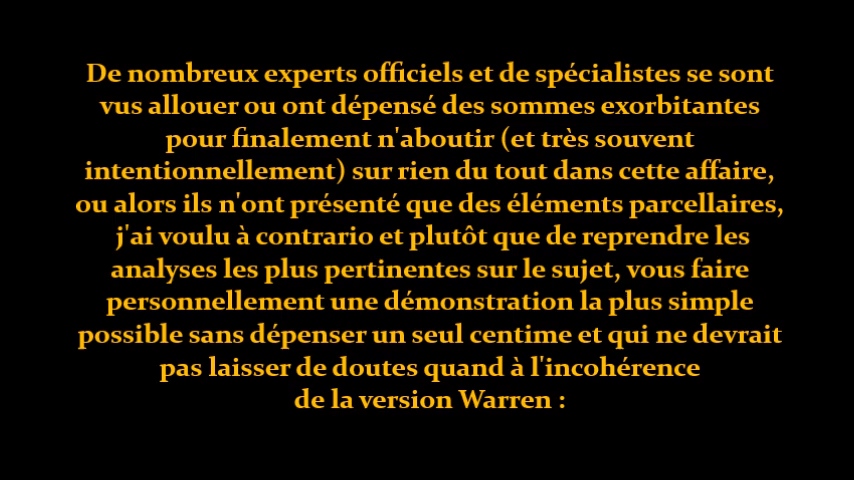 De nombreux experts officiels et de spécialistes se sont
vus allouer ou ont dépensé des sommes exorbitantes
pour finalement n'aboutir (et très souvent
intentionnellement) sur rien du tout dans cette affaire,
ou alors ils n'ont présenté que des éléments parcellaires,
j'ai voulu à contrario et plutôt que de reprendre les
analyses les plus pertinentes sur le sujet, vous faire
personnellement une démonstration la plus simple
possible sans dépenser un seul centime et qui ne devrait
pas laisser de doutes quand à l'incohérence
de la version Warren :